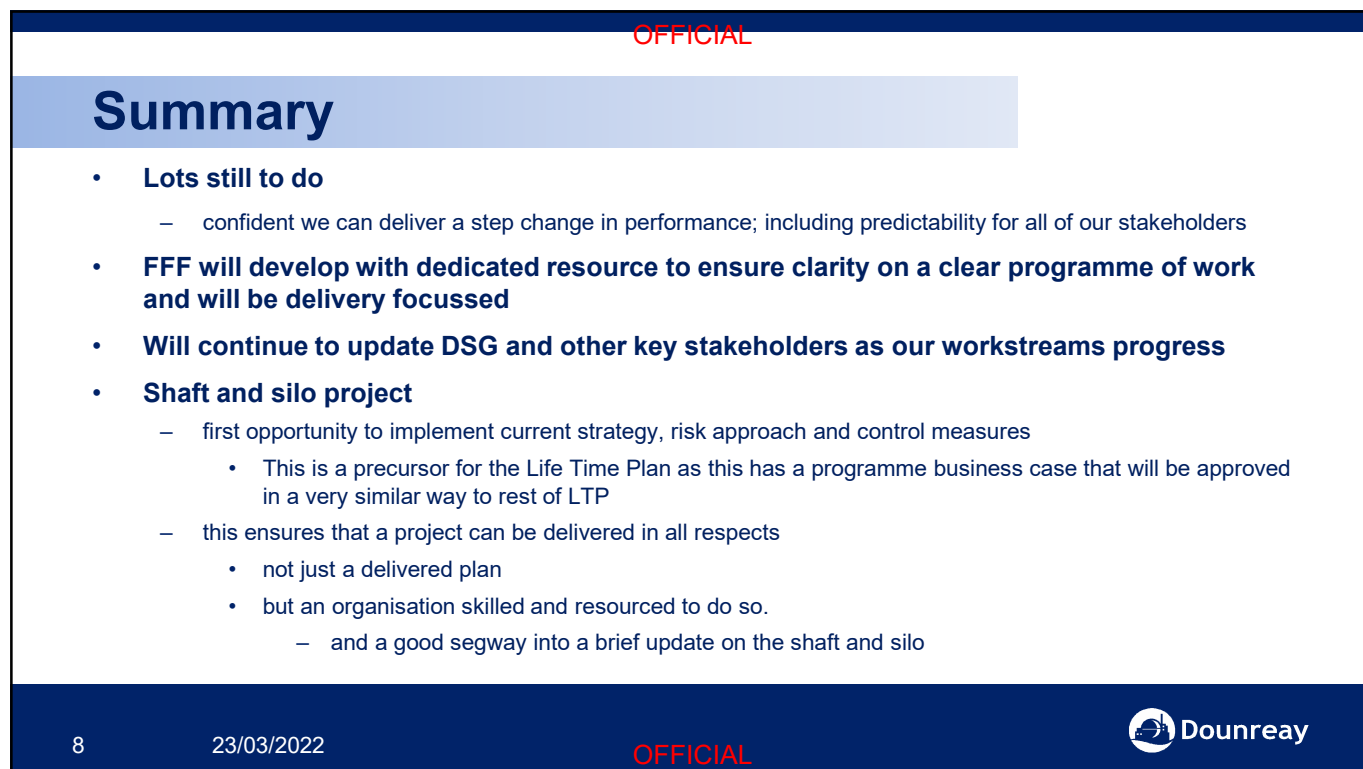 OFFICIAL
Summary
• Lots still to do
– confident we can deliver a step change in performance; including predictability for all of our stakeholders
• FFF will develop with dedicated resource to ensure clarity on a clear programme of work
and will be delivery focussed
• Will continue to update DSG and other key stakeholders as our workstreams progress
• Shaft and silo project
– first opportunity to implement current strategy, risk approach and control measures
• This is a precursor for the Life Time Plan as this has a programme business case that will be approved
in a very similar way to rest of LTP
– this ensures that a project can be delivered in all respects
• not just a delivered plan
• but an organisation skilled and resourced to do so.
– and a good segway into a brief update on the shaft and silo
8 23/03/2022
OFFICIAL
Dounreay